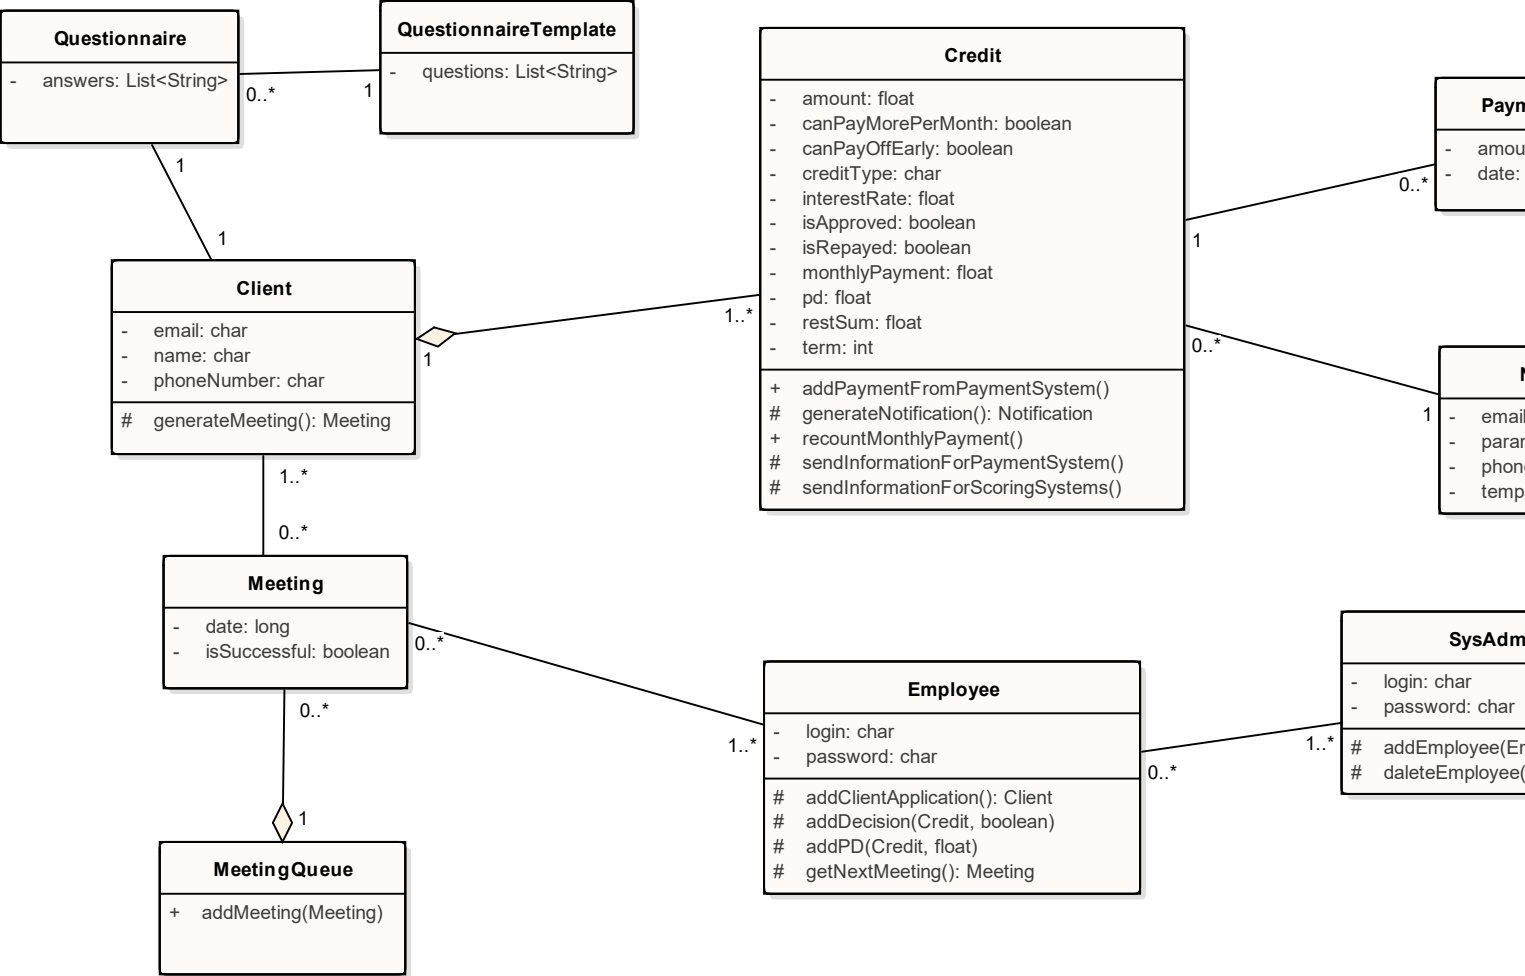 Questionnaire
- answers: List<String>
0..*
1
QuestionnaireTemplate
- questions: List<String>
1
1
Client
- email: char
- name: char
- phoneNumber: char
# generateMeeting(): Meeting
1
1..*
Credit
- amount: float
- canPayMorePerMonth: boolean
- canPayOffEarly: boolean
- creditType: char
- interestRate: float
- isApproved: boolean
- isRepayed: boolean
- monthlyPayment: float
- pd: float
- restSum: float
- term: int
+ addPaymentFromPaymentSystem()
# generateNotification(): Notification
+ recountMonthlyPayment()
# sendInformationForPaymentSystem()
# sendInformationForScoringSystems()
1
0..*
Paym
- amou
- date:
0..*
1
N
- email
- parar
- phone
- temp
1..*
0..*
Meeting
- date: long
- isSuccessful: boolean
0..*
1..*
0..*
1
MeetingQueue
+ addMeeting(Meeting)
Employee
- login: char
- password: char
# addClientApplication(): Client
# addDecision(Credit, boolean)
# addPD(Credit, float)
# getNextMeeting(): Meeting
0..*
1..*
SysAdm
- login: char
- password: char
# addEmployee(Er
# daleteEmployee(